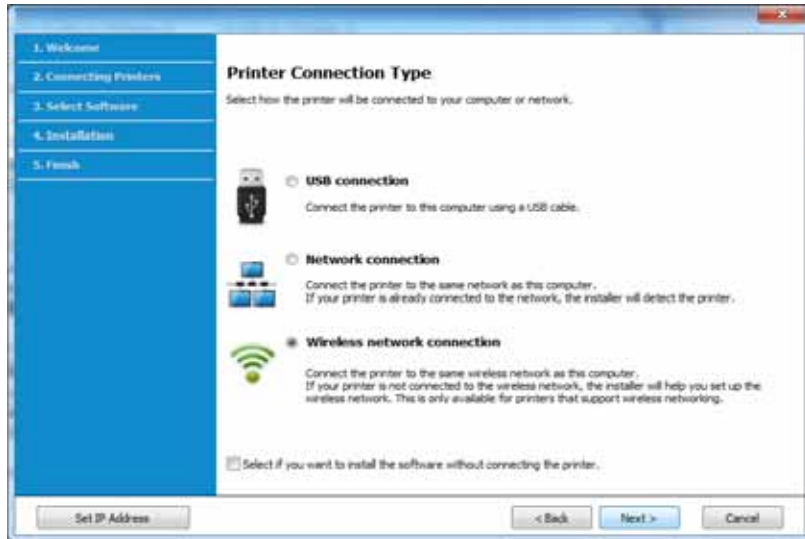 1. Welcome
2. Connecting Printers
3. Select Software
4. Installation
5. Finish
Printer Connection Type
Select how the printer will be connected to your computer or network.
USB connection
Connect the printer to this computer using a USB cable.
Network connection
Connect the printer to the same network as this computer.
If your printer is already connected to the network, the installer will detect the printer.
Wireless network connection
Connect the printer to the same wireless network as this computer.
If your printer is not connected to the wireless network, the installer will help you set up the
wireless network. This is only available for printers that support wireless networking.
Select if you want to install the software without connecting the printer.
Set IP Address
< Back
Next >
Cancel